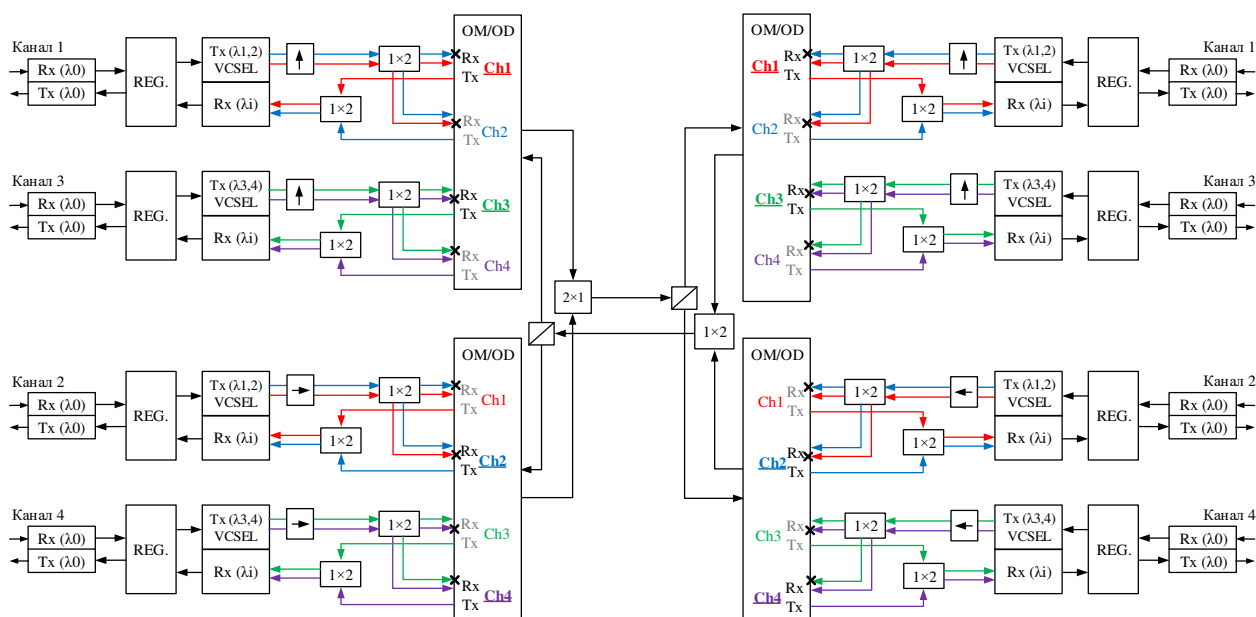 OM/OD
Канал 1
Rx (λ0)
Tx (λ0)
REG.
Tx (λ1,2)
VCSEL
Rx (λi)
1×2
1×2
Rx
Ch1
Tx
Rx
Ch2
Tx
Канал 3
Rx (λ0)
Tx (λ0)
REG.
Tx (λ3,4)
VCSEL
Rx (λi)
1×2
1×2
Rx
Ch3
Tx
Rx
Ch4
Tx
OM/OD
Канал 1
Rx (λ0)
Tx (λ0)
REG.
Tx (λ1,2)
VCSEL
Rx (λi)
1×2
1×2
Rx
Ch1
Tx
Rx
Ch2
Tx
Канал 3
Rx (λ0)
Tx (λ0)
REG.
Tx (λ3,4)
VCSEL
Rx (λi)
1×2
1×2
Rx
Ch3
Tx
Rx
Ch4
Tx
2×1
1×2
OM/OD
Канал 2
Rx (λ0)
Tx (λ0)
REG.
Tx (λ1,2)
VCSEL
Rx (λi)
1×2
1×2
Rx
Ch1
Tx
Rx
Ch2
Tx
Канал 4
Rx (λ0)
Tx (λ0)
REG.
Tx (λ3,4)
VCSEL
Rx (λi)
1×2
1×2
Rx
Ch3
Tx
Rx
Ch4
Tx
OM/OD
Канал 2
Rx (λ0)
Tx (λ0)
REG.
Tx (λ1,2)
VCSEL
Rx (λi)
1×2
1×2
Rx
Ch1
Tx
Rx
Ch2
Tx
Канал 4
Rx (λ0)
Tx (λ0)
REG.
Tx (λ3,4)
VCSEL
Rx (λi)
1×2
1×2
Rx
Ch3
Tx
Rx
Ch4
Tx